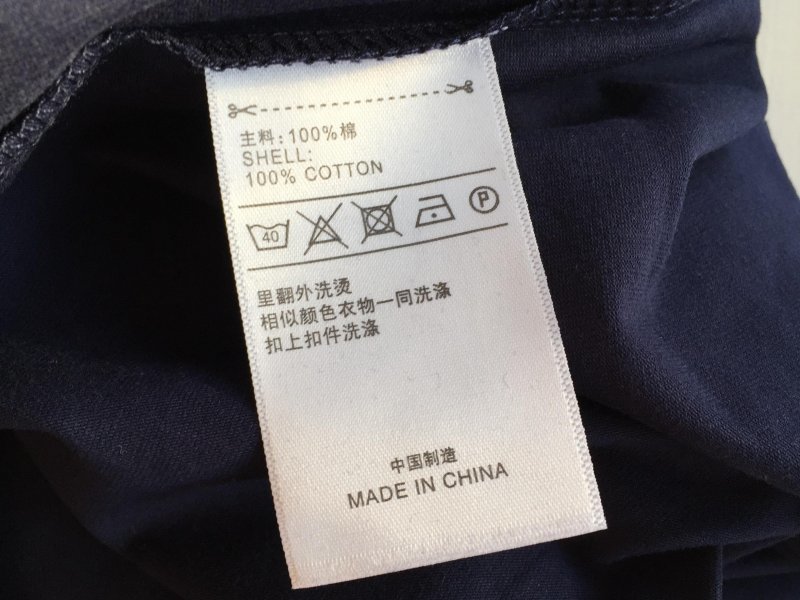 主料: 100%棉
SHELL:
100% COTTON
40
P
里翻外洗烫
相似颜色衣物一同洗涤
扣上扣件洗涤
中国制造
MADE IN CHINA